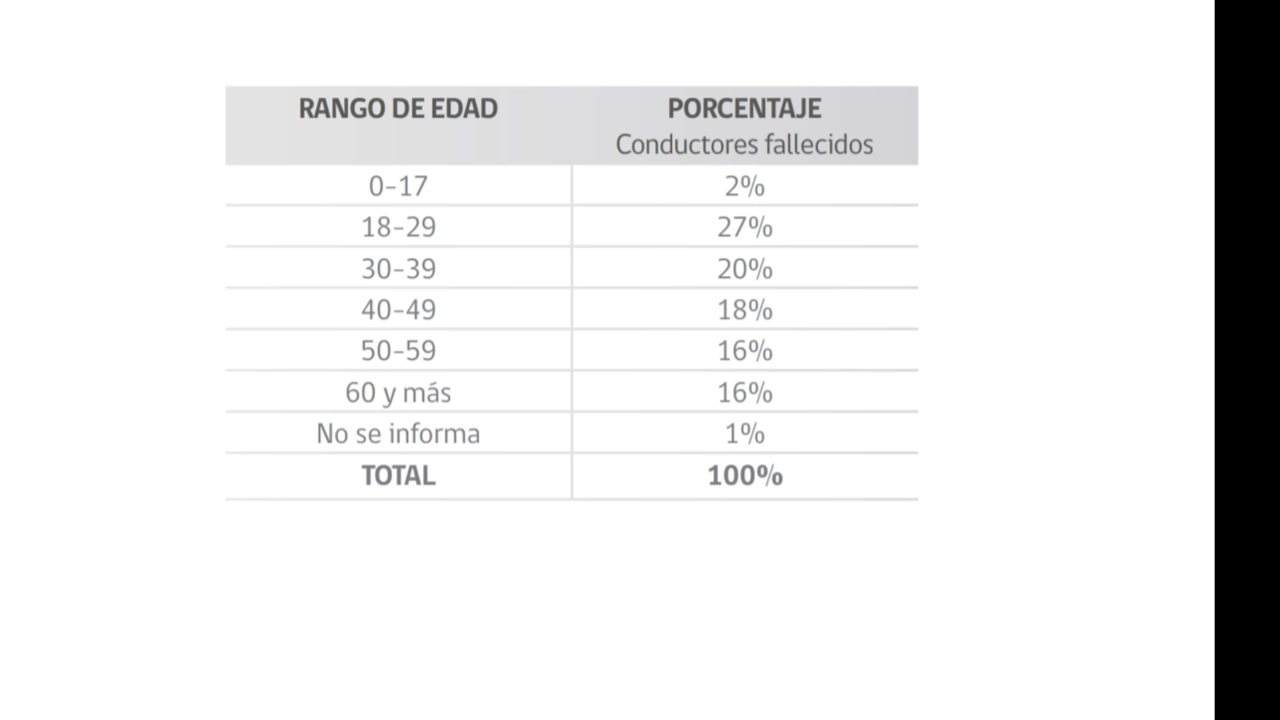 RANGO DE EDAD PORCENTAJE
Conductores fallecidos
0-17 2%
18-29 27%
30-39 20%
40-49 18%
50-59 16%
60 y más 16%
No se informa 1%
TOTAL 100%